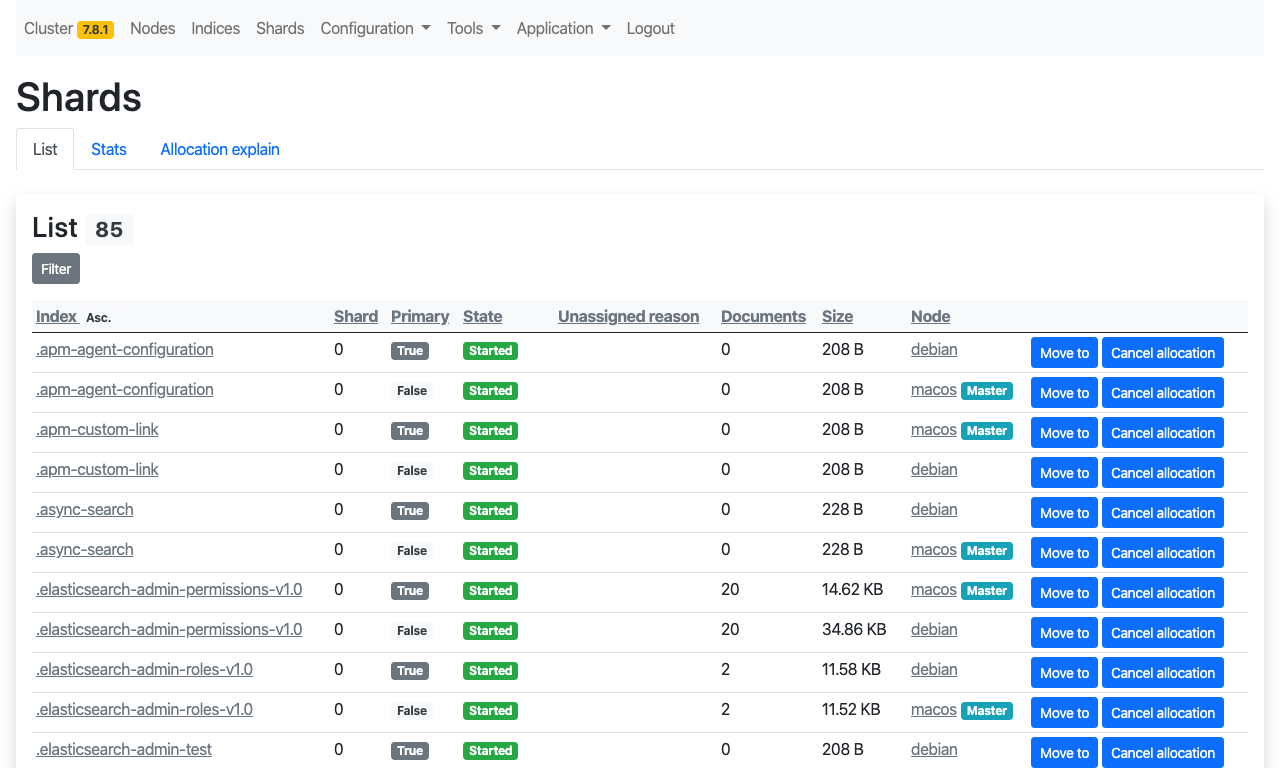 Cluster 7.8.1 Nodes Indices Shards Configuration Tools Application Logout
Shards
List Stats Allocation explain
List 85
Filter
Index Asc. Shard Primary State Unassigned reason Documents Size Node
.apm-agent-configuration 0 True Started 0 208 B debian Move to Cancel allocation
.apm-agent-configuration 0 False Started 0 208 B macos Master Move to Cancel allocation
.apm-custom-link 0 True Started 0 208 B macos Master Move to Cancel allocation
.apm-custom-link 0 False Started 0 208 B debian Move to Cancel allocation
.async-search 0 True Started 0 228 B debian Move to Cancel allocation
.async-search 0 False Started 0 228 B macos Master Move to Cancel allocation
.elasticsearch-admin-permissions-v1.0 0 True Started 20 14.62 KB macos Master Move to Cancel allocation
.elasticsearch-admin-permissions-v1.0 0 False Started 20 34.86 KB debian Move to Cancel allocation
.elasticsearch-admin-roles-v1.0 0 True Started 2 11.58 KB debian Move to Cancel allocation
.elasticsearch-admin-roles-v1.0 0 False Started 2 11.52 KB macos Master Move to Cancel allocation
.elasticsearch-admin-test 0 True Started 0 208 B debian Move to Cancel allocation